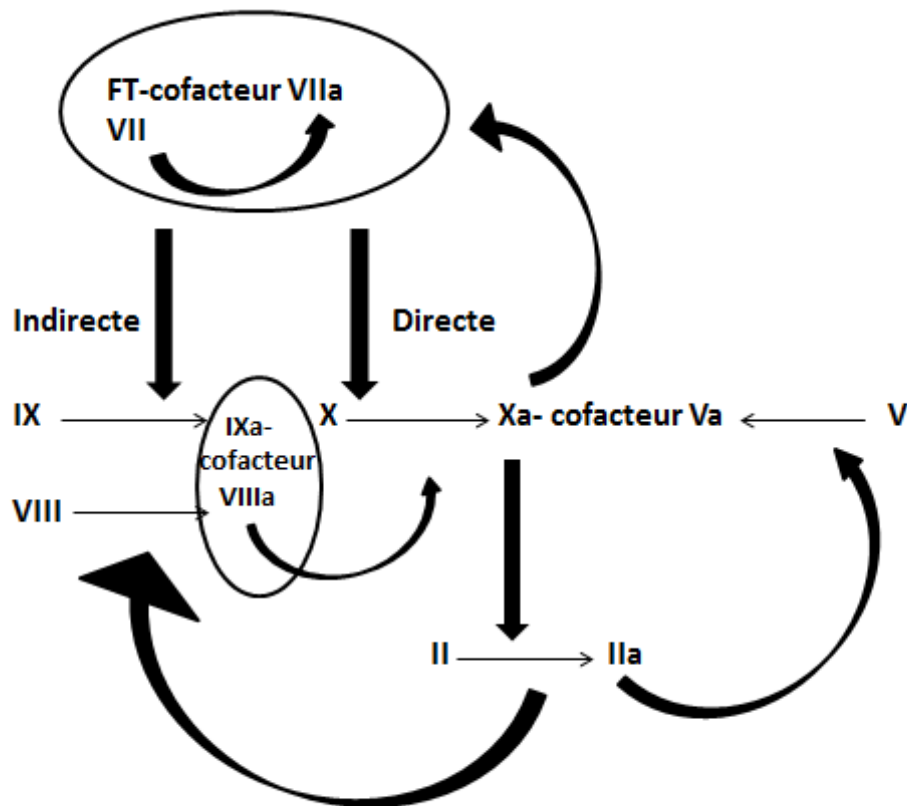 FT-cofacteur VIIa
VII
Indirecte
Directe
IX
IXa-
cofacteur
VIIIa
X
Xa- cofacteur Va
V
VIII
II
IIa